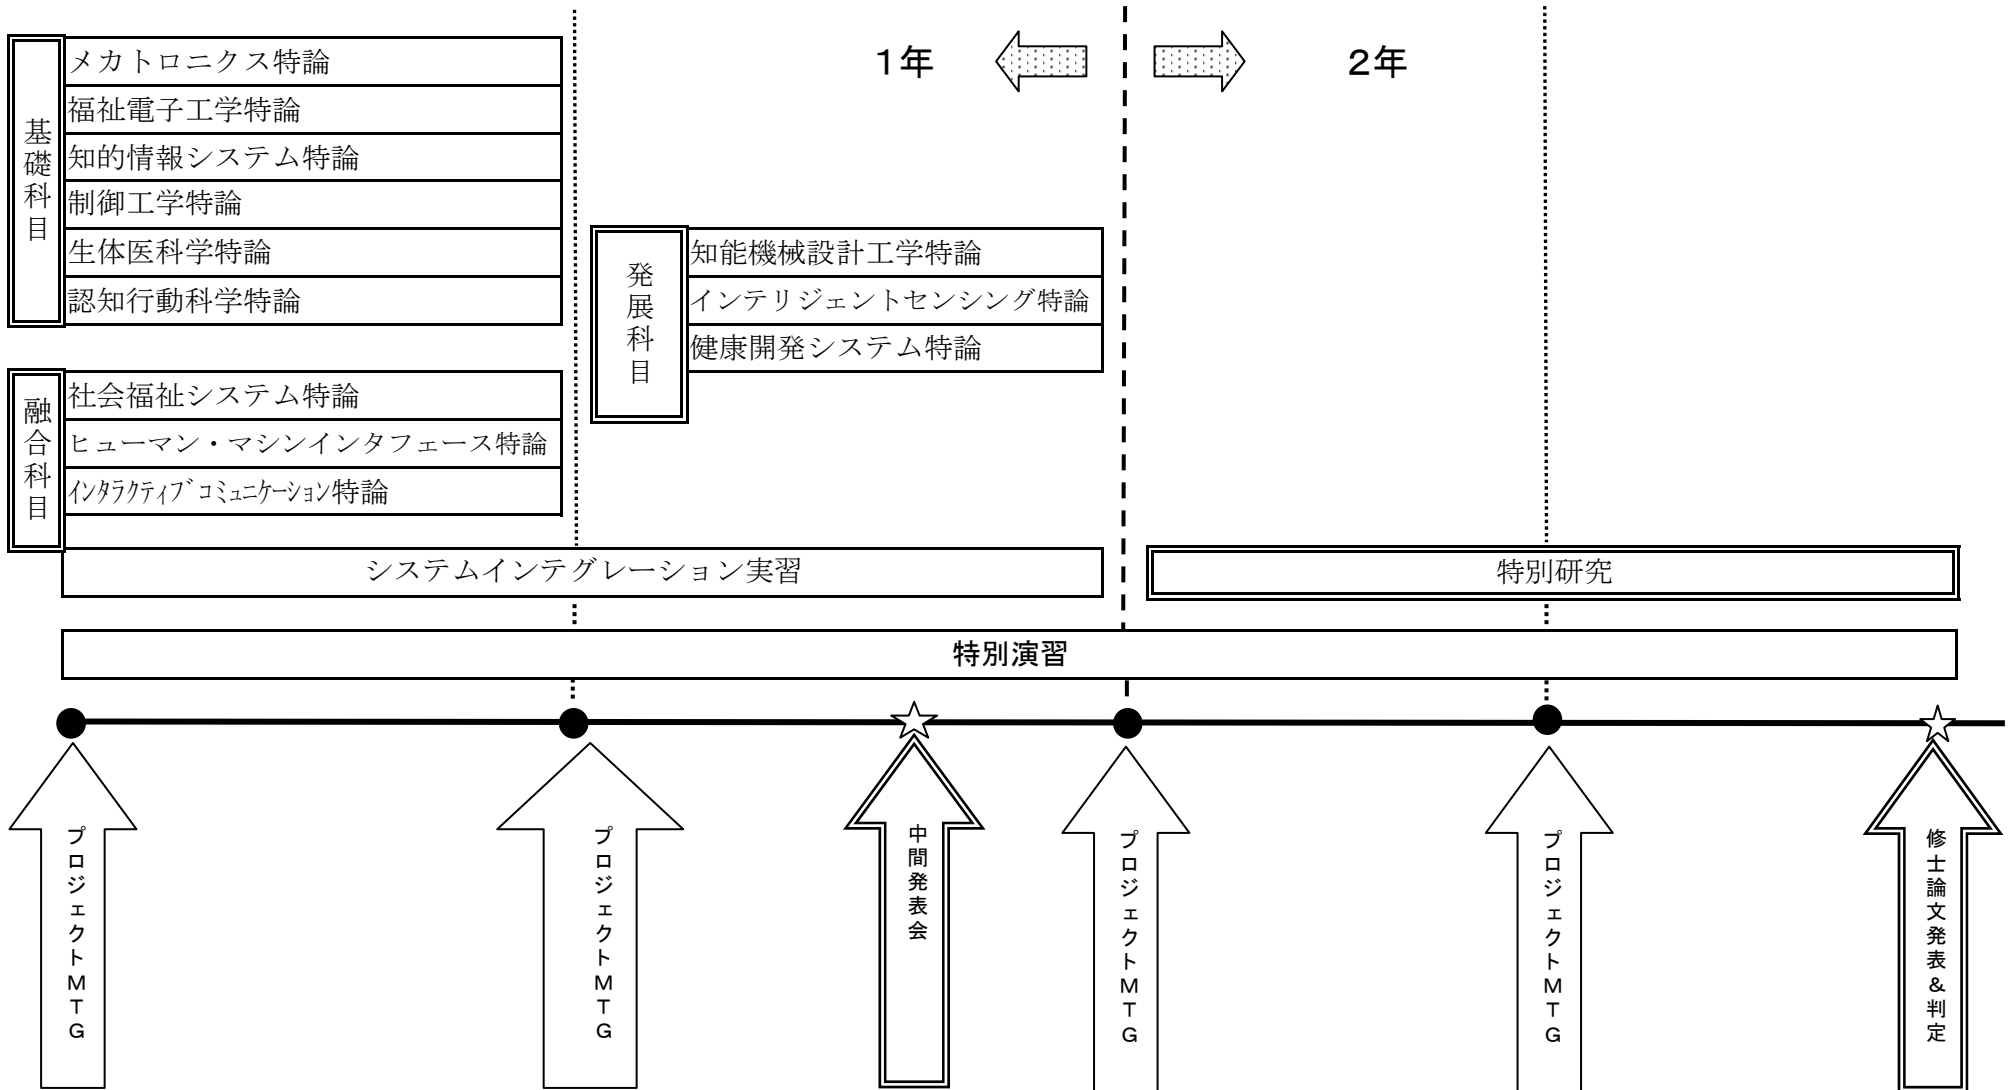 1年
2年
基礎科目
メカトロニクス特論
福祉電子工学特論
知的情報システム特論
制御工学特論
生体医科学特論
認知行動科学特論
発展科目
知能機械設計工学特論
インテリジェントセンシング特論
健康開発システム特論
融合科目
社会福祉システム特論
ヒューマン・マシンインタフェース特論
インタラクティブコミュニケーション特論
システムインテグレーション実習
特別研究
特別演習
プロジェクトMTG
プロジェクトMTG
中間発表会
プロジェクトMTG
プロジェクトMTG
修士論文発表&判定